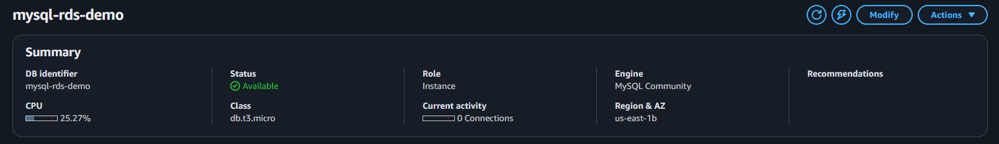 mysql-rds-demo
Modify
Actions
Summary
DB identifier
mysql-rds-demo
Status
Available
Role
Instance
Engine
MySQL Community
Recommendations
CPU
25.27%
Class
db.t3.micro
Current activity
0 Connections
Region & AZ
us-east-1b